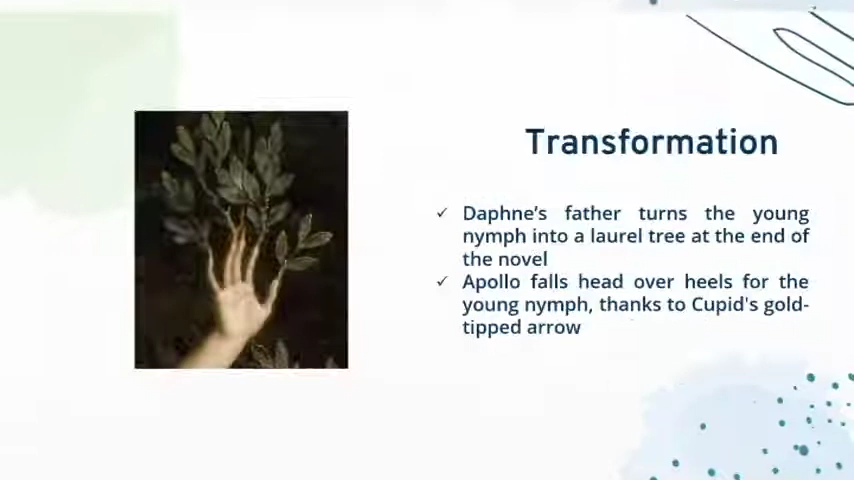 Transformation
✓ Daphne's father turns the young
nymph into a laurel tree at the end of
the novel
✓ Apollo falls head over heels for the
young nymph, thanks to Cupid's gold-
tipped arrow